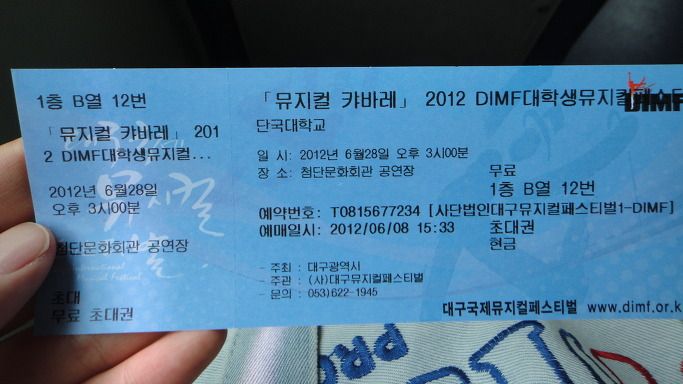 1층 B열 12번
「뮤지컬 캬바레」 201
2 DIMF대학생뮤지컬...
2012년 6월28일
오후 3시00분
첨단문화회관 공연장
초대
무료 초대권
「뮤지컬 캬바레」 2012 DIMF대학생뮤지컬페스티
DIMF
단국대학교
일 시 : 2012년 6월28일 오후 3시00분
장 소 : 첨단문화회관 공연장
무료
1층 B열 12번
예약번호 : T0815677234 [사단법인대구뮤지컬페스티벌1-DIMF]
예매일시 : 2012/06/08 15:33
초대권
현금
- 주최 : 대구광역시
- 주관 : (사)대구뮤지컬페스티벌
- 문의 : 053)622-1945
대구국제뮤지컬페스티벌 www.dimf.or.k